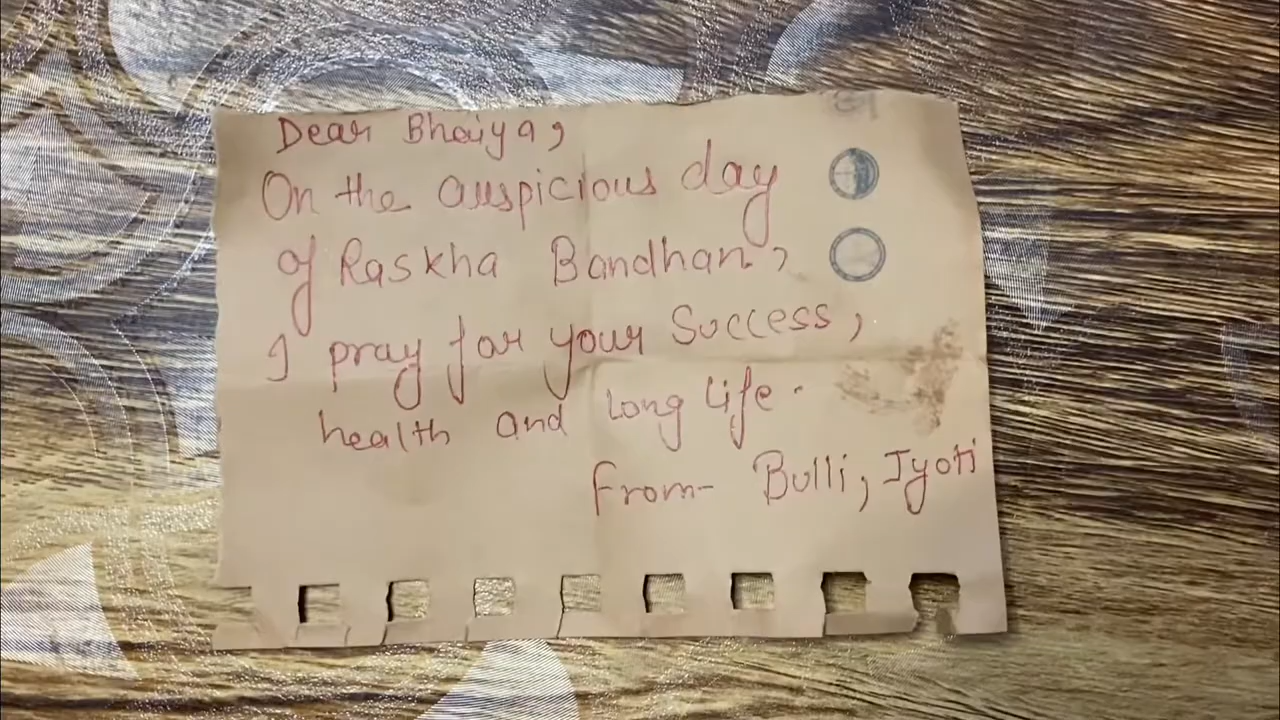 Dear Bhaiya,
On the auspicious day
of Raskha Bandhan,
I pray for your Success,
health and long life.
from- Bulli, Jyoti